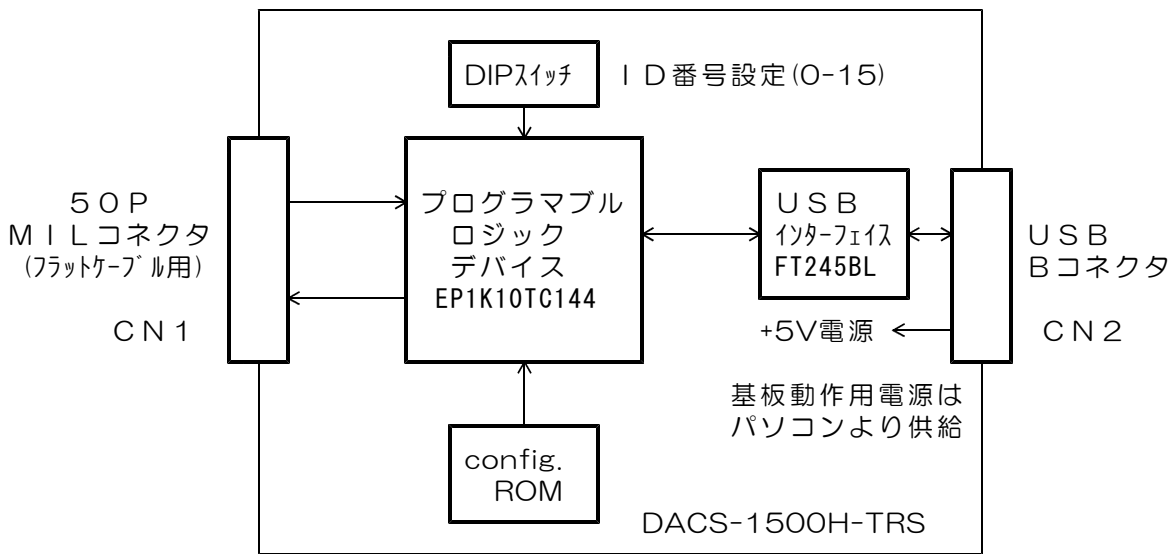 DIPｽｲｯﾁ
ＩＤ番号設定(0-15)
５０Ｐ
ＭＩＬコネクタ
(ﾌﾗｯﾄｹｰﾌﾞﾙ用)
ＣＮ１
プログラマブル
ロジック
デバイス
EP1K10TC144
ＵＳＢ
ｲﾝﾀｰﾌｪｲｽ
FT245BL
ＵＳＢ
Ｂコネクタ
+5V電源
ＣＮ２
基板動作用電源は
パソコンより供給
config.
ROM
DACS-1500H-TRS